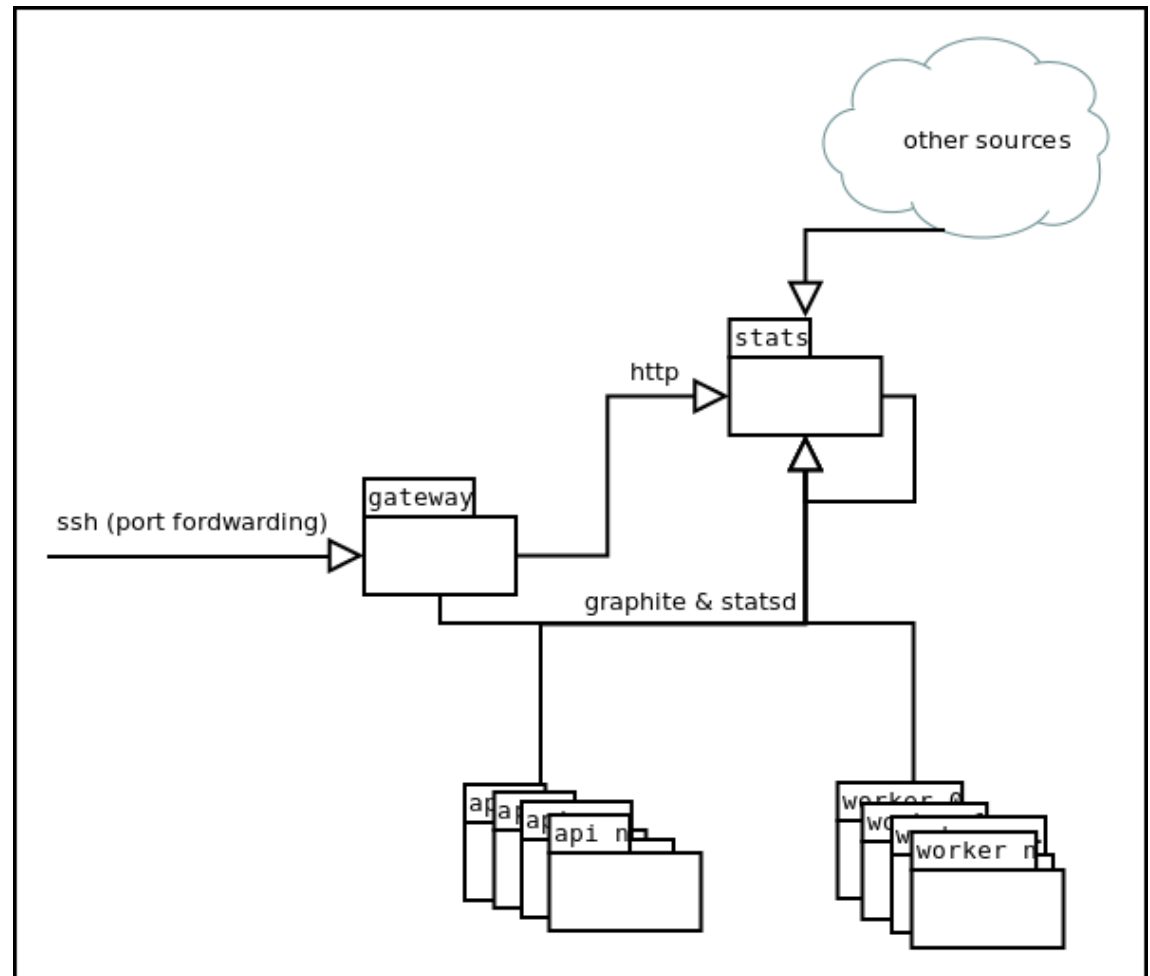 other sources
stats
http
gateway
ssh (port fordwarding)
graphite & statsd
api n
worker 0
worker n